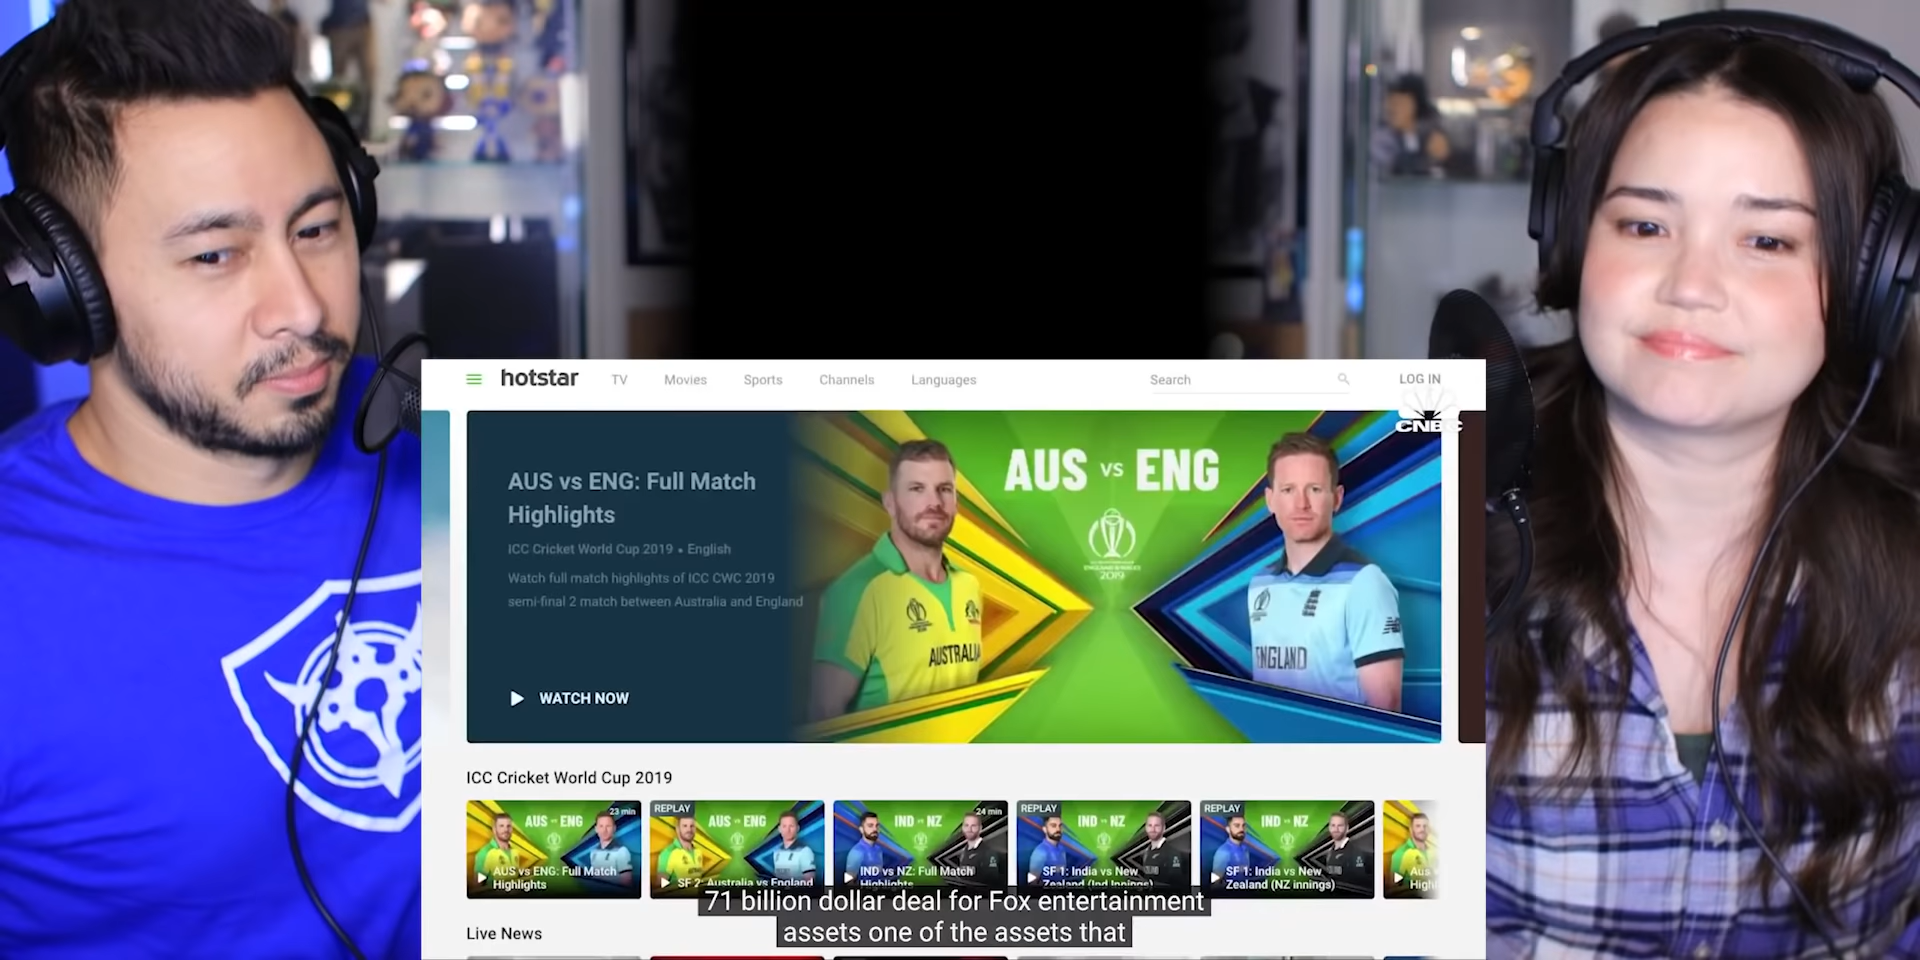 hotstar
TV
Movies
Sports
Channels
Languages
Search
LOG IN
CNBC
AUS vs ENG: Full Match
Highlights
ICC Cricket World Cup 2019 • English
Watch full match highlights of ICC CWC 2019
semi-final 2 match between Australia and England
WATCH NOW
AUS vs ENG
2019
AUSTRALIA
ENGLAND
ICC Cricket World Cup 2019
23 min
AUS vs ENG
AUS vs ENG: Full Match
Highlights
REPLAY
AUS vs ENG
SF 2: Australia vs England
24 min
IND vs NZ
IND vs NZ: Full Match
Highlights
REPLAY
IND vs NZ
SF 1: India vs New
Zealand (Ind Innings)
REPLAY
IND vs NZ
SF 1: India vs New
Zealand (NZ innings)
71 billion dollar deal for Fox entertainment
assets one of the assets that
Live News